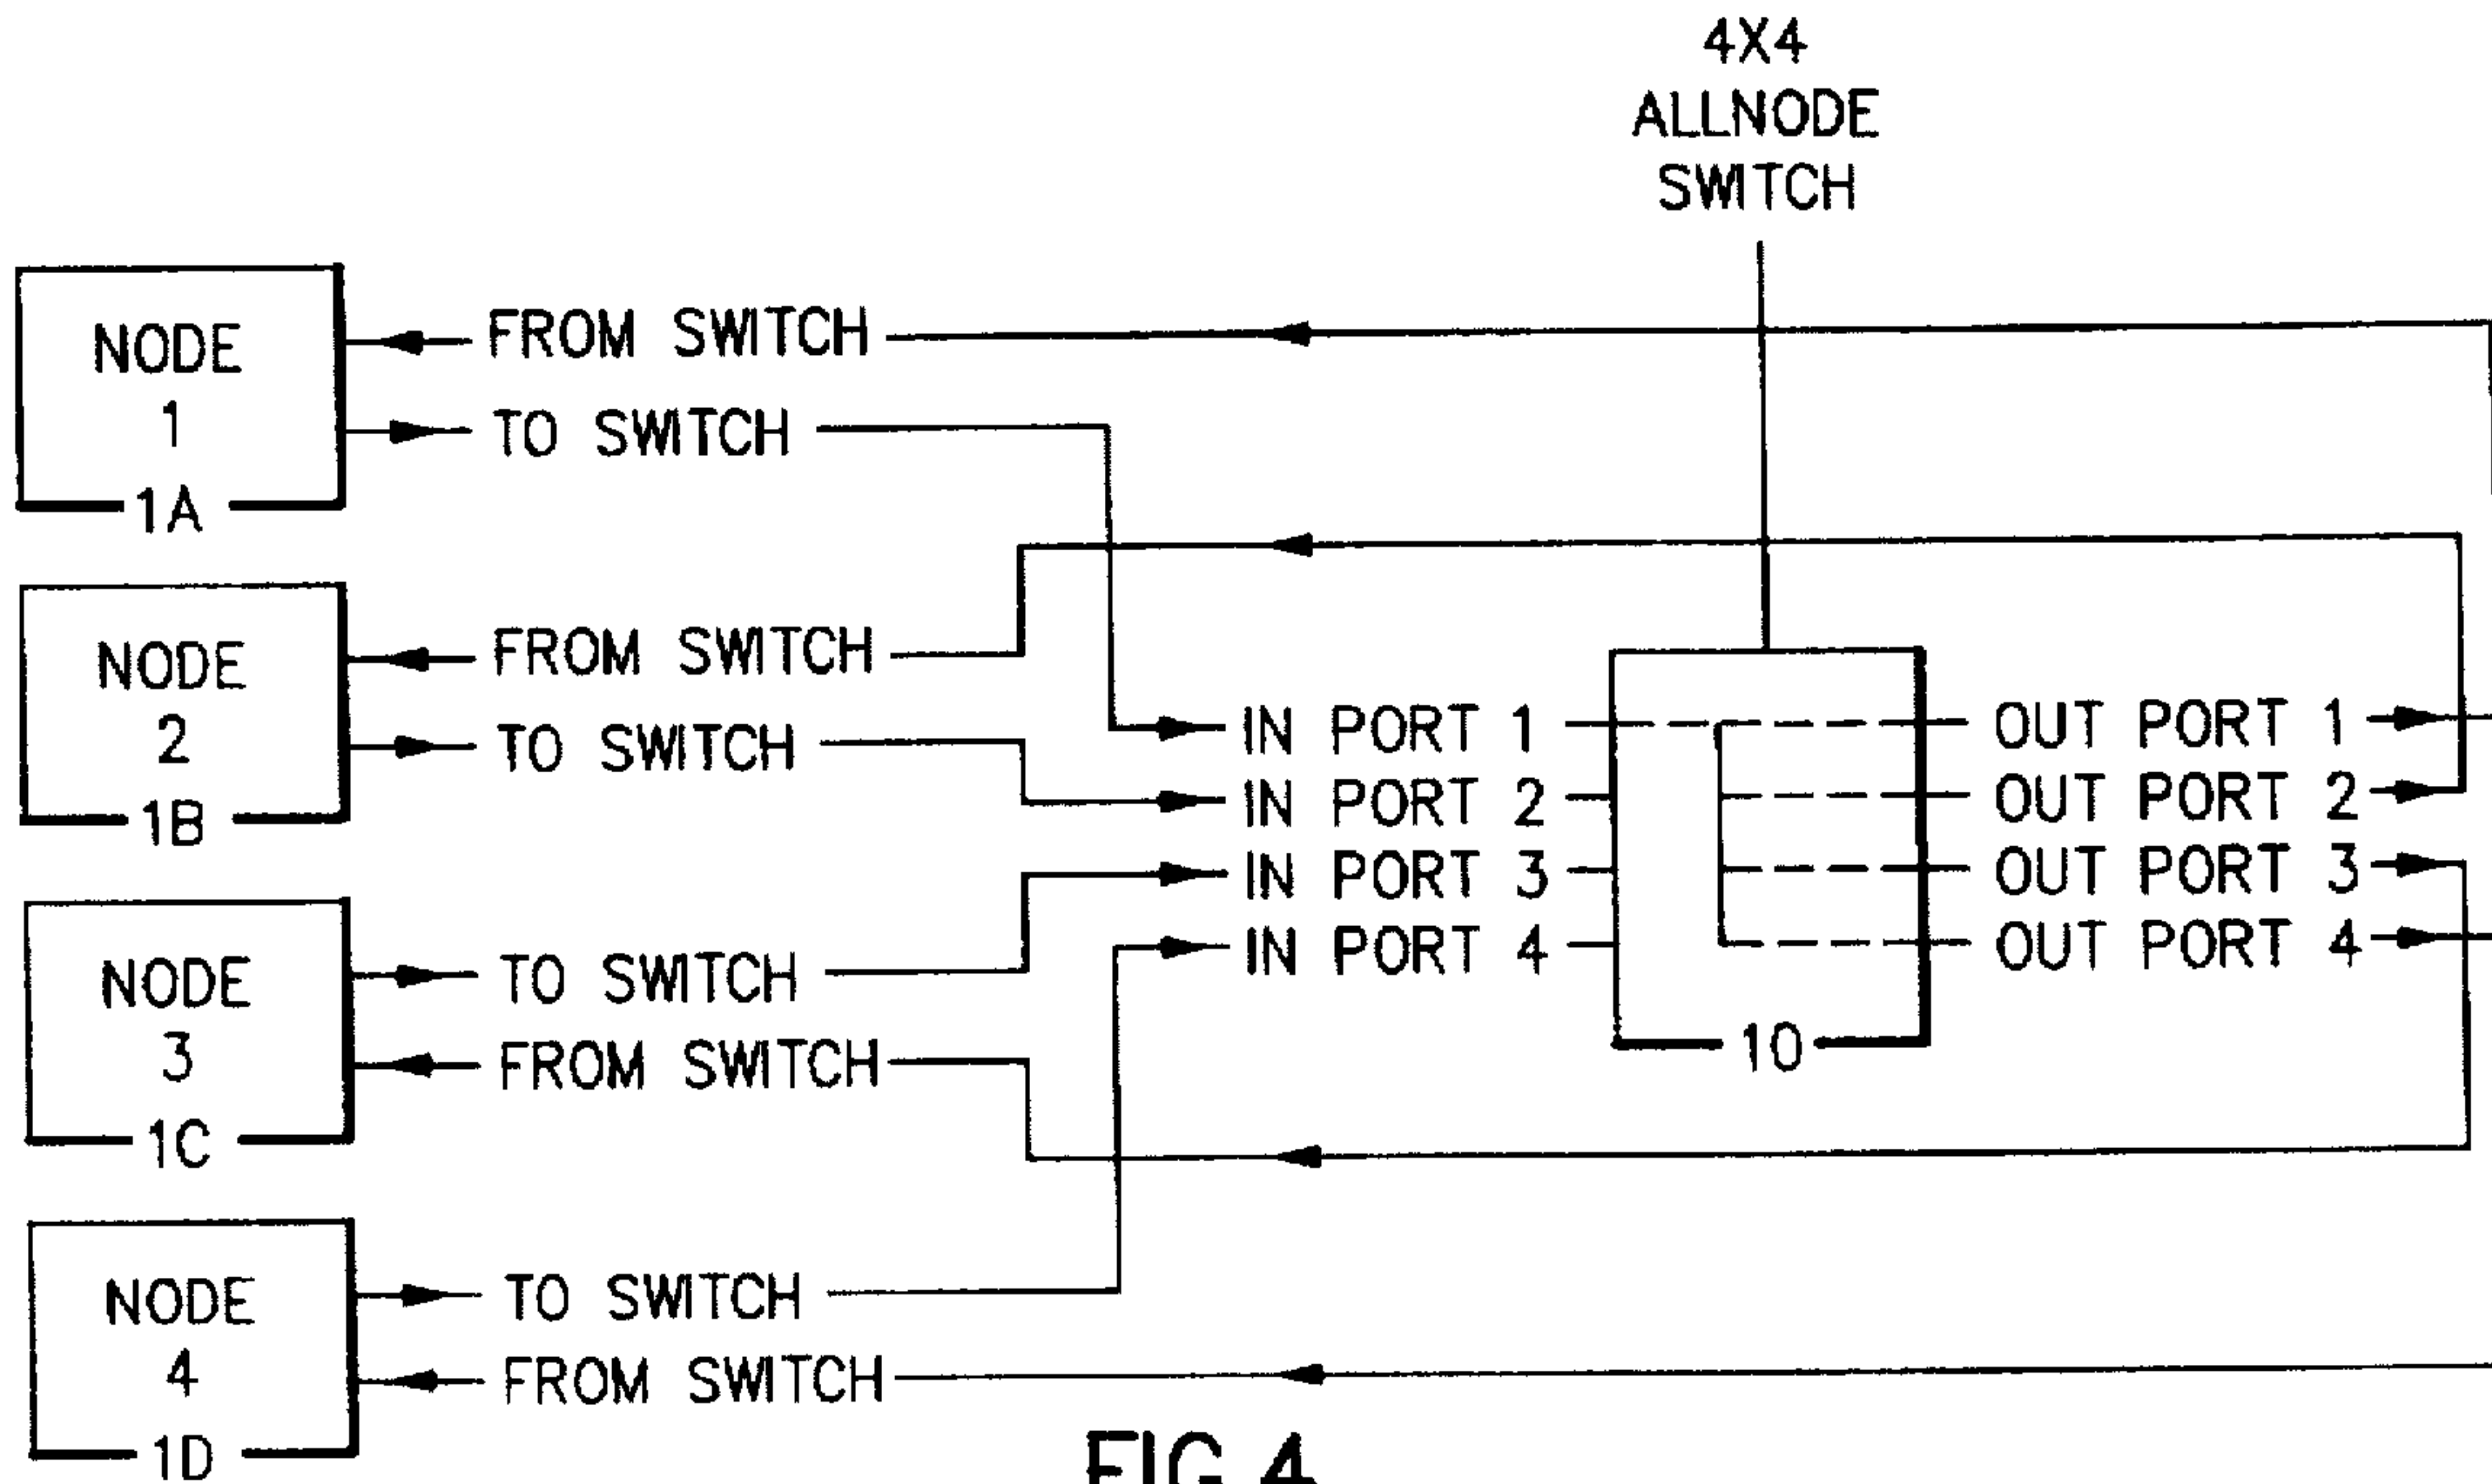 4X4
ALLNODE
SWITCH
NODE
1
1A
FROM SWITCH
TO SWITCH
NODE
2
1B
FROM SWITCH
TO SWITCH
NODE
3
1C
TO SWITCH
FROM SWITCH
NODE
4
1D
TO SWITCH
FROM SWITCH
IN PORT 1
IN PORT 2
IN PORT 3
IN PORT 4
10
OUT PORT 1
OUT PORT 2
OUT PORT 3
OUT PORT 4
FIG.4